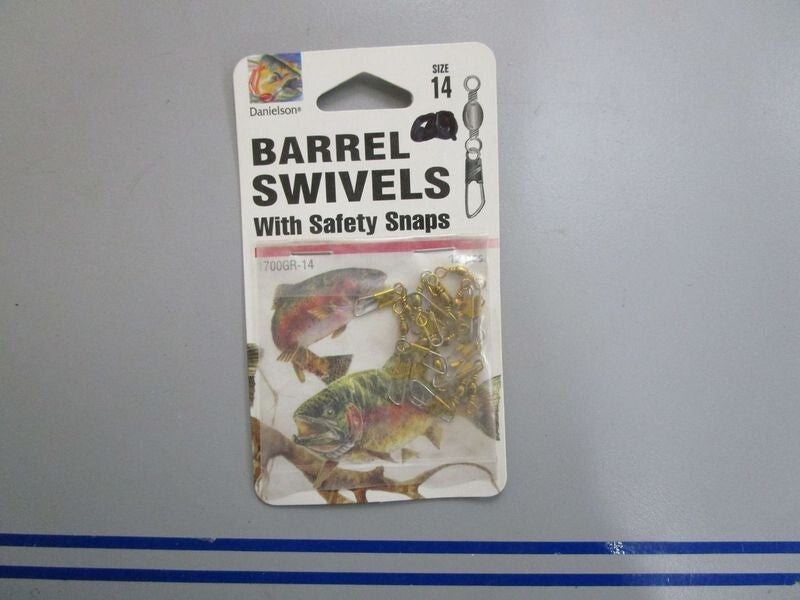 Danielson®
SIZE
14
BARREL
SWIVELS
With Safety Snaps
1700GR-14